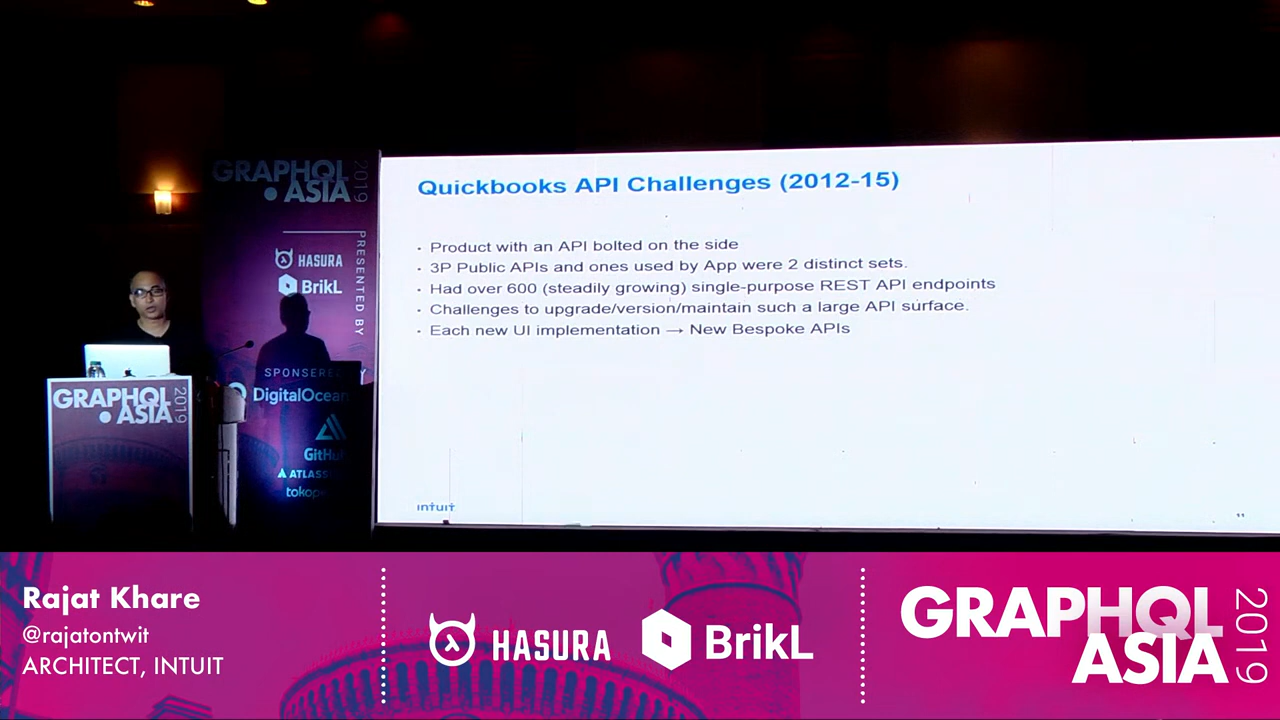 GRAPHQL
ASIA
2019
PRESENTED BY
HASURA
BrikL
DigitalOcean
Quickbooks API Challenges (2012-15)
• Product with an API bolted on the side
• 3P Public APIs and ones used by App were 2 distinct sets.
• Had over 600 (steadily growing) single-purpose REST API endpoints
• Challenges to upgrade/version/maintain such a large API surface.
• Each new UI implementation → New Bespoke APIs
intuit
11
GRAPHQL
ASIA
2019
Rajat Khare
@rajatontwit
ARCHITECT, INTUIT
HASURA
BrikL
GRAPHQL
ASIA
2019